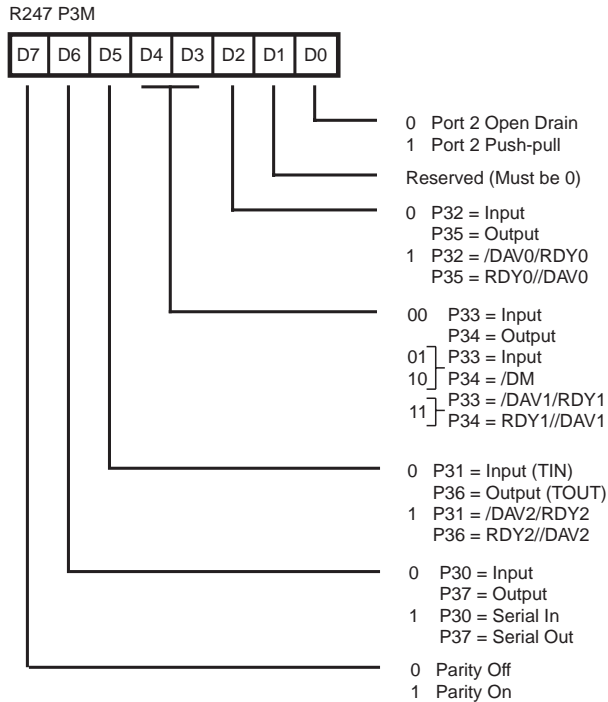 R247 P3M
D7 D6 D5 D4 D3 D2 D1 D0
0 Port 2 Open Drain
1 Port 2 Push-pull
Reserved (Must be 0)
0 P32 = Input
P35 = Output
1 P32 = /DAV0/RDY0
P35 = RDY0//DAV0
00 P33 = Input
P34 = Output
01 P33 = Input
10 P34 = /DM
11 P33 = /DAV1/RDY1
P34 = RDY1//DAV1
0 P31 = Input (TIN)
P36 = Output (TOUT)
1 P31 = /DAV2/RDY2
P36 = RDY2//DAV2
0 P30 = Input
P37 = Output
1 P30 = Serial In
P37 = Serial Out
0 Parity Off
1 Parity On